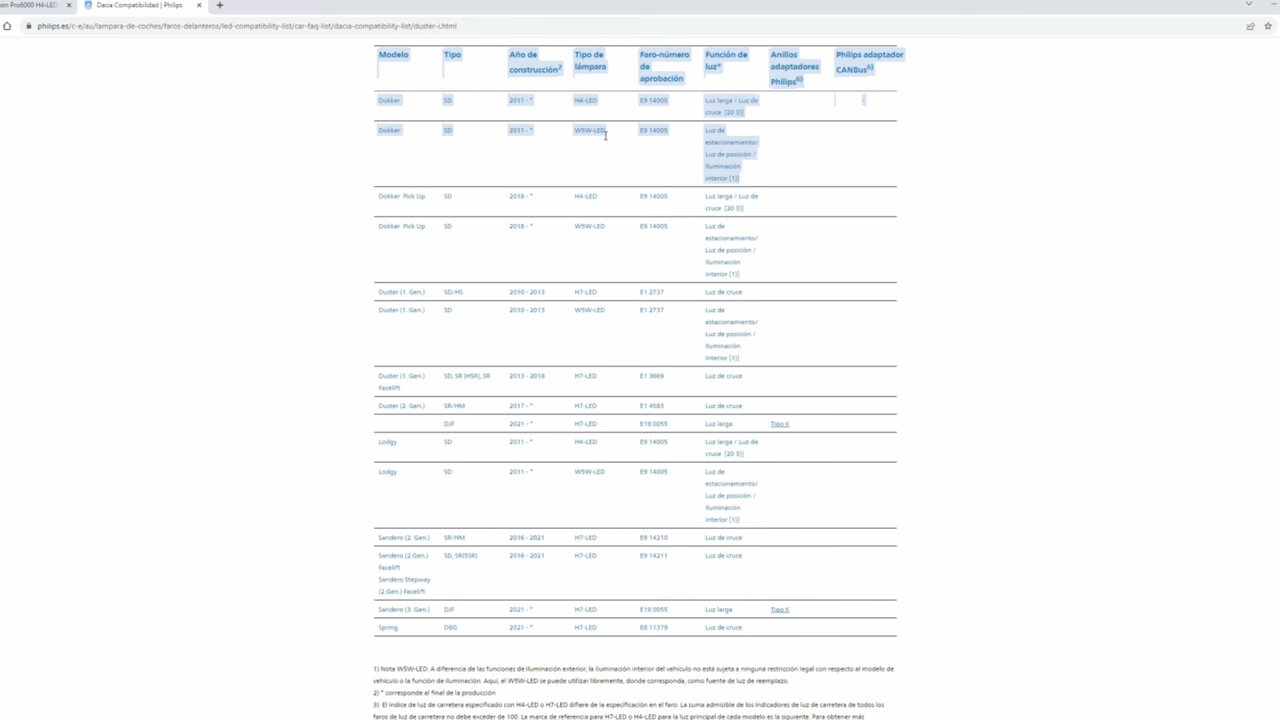 on Pro6000 H4-LED
Dacia Compatibilidad | Philips
philips.es/c-e/au/lampara-de-coches/faros-delanteros/led-compatibility-list/car-faq-list/dacia-compatibility-list/duster-i.html
Modelo Tipo Año de construcción2 Tipo de lámpara Faro-número de aprobación Función de luz* Anillos adaptadores Philips6) Philips adaptador CANBus6)
Dokker SD 2011 - * H4-LED E9 14005 Luz larga / Luz de cruce [20 3)] -
Dokker SD 2011 - * W5W-LED E9 14005 Luz de estacionamiento/ Luz de posición / Iluminación interior [1)]
Dokker Pick Up SD 2018 - * H4-LED E9 14005 Luz larga / Luz de cruce [20 3)]
Dokker Pick Up SD 2018 - * W5W-LED E9 14005 Luz de estacionamiento/ Luz de posición / Iluminación interior [1)]
Duster (1. Gen.) SD/HS 2010 - 2013 H7-LED E1 2737 Luz de cruce
Duster (1. Gen.) SD 2010 - 2013 W5W-LED E1 2737 Luz de estacionamiento/ Luz de posición / Iluminación interior [1)]
Duster (1. Gen.) Facelift SD, SR (HSR), SR 2013 - 2018 H7-LED E1 3669 Luz de cruce
Duster (2. Gen.) SR/HM 2017 - * H7-LED E1 4583 Luz de cruce
DJF 2021 - * H7-LED E19 0055 Luz larga Tipo K
Lodgy SD 2011 - * H4-LED E9 14005 Luz larga / Luz de cruce [20 3)]
Lodgy SD 2011 - * W5W-LED E9 14005 Luz de estacionamiento/ Luz de posición / Iluminación interior [1)]
Sandero (2. Gen.) SR/HM 2016 - 2021 H7-LED E9 14210 Luz de cruce
Sandero (2.Gen.) Facelift Sandero Stepway (2.Gen.) Facelift SD, SR(SSR) 2016 - 2021 H7-LED E9 14211 Luz de cruce
Sandero (3. Gen.) DJF 2021 - * H7-LED E19 0055 Luz larga Tipo K
Spring DBG 2021 - * H7-LED E8 11379 Luz de cruce
1) Nota W5W-LED: A diferencia de las funciones de iluminación exterior, la iluminación interior del vehículo no está sujeta a ninguna restricción legal con respecto al modelo de
vehículo o la función de iluminación. Aquí, el W5W-LED se puede utilizar libremente, donde corresponda, como fuente de luz de reemplazo.
2) * corresponde al final de la producción
3) El índice de luz de carretera especificado con H4-LED o H7-LED difiere de la especificación en el faro. La suma admisible de los indicadores de luz de carretera de todos los
faros de luz de carretera no debe exceder de 100. La marca de referencia para H7-LED o H4-LED para la luz principal de cada modelo es la siguiente. Para obtener más